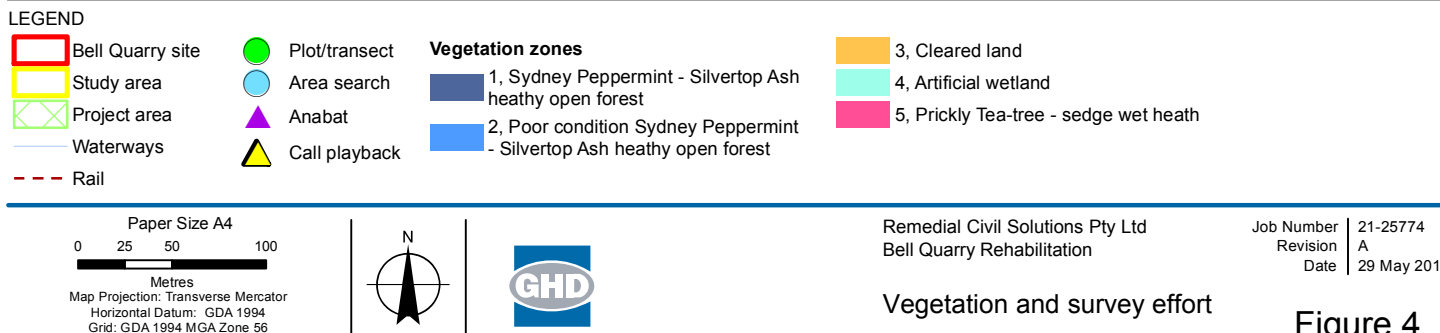 LEGEND
Bell Quarry site
Study area
Project area
Waterways
Rail
Plot/transect
Area search
Anabat
Call playback
Vegetation zones
1, Sydney Peppermint - Silvertop Ash
heathy open forest
2, Poor condition Sydney Peppermint
- Silvertop Ash heathy open forest
3, Cleared land
4, Artificial wetland
5, Prickly Tea-tree - sedge wet heath
Paper Size A4
0 25 50 100
Metres
Map Projection: Transverse Mercator
Horizontal Datum: GDA 1994
Grid: GDA 1994 MGA Zone 56
N
GHD
Remedial Civil Solutions Pty Ltd
Bell Quarry Rehabilitation
Vegetation and survey effort
Job Number 21-25774
Revision A
Date 29 May 201
Figure 4